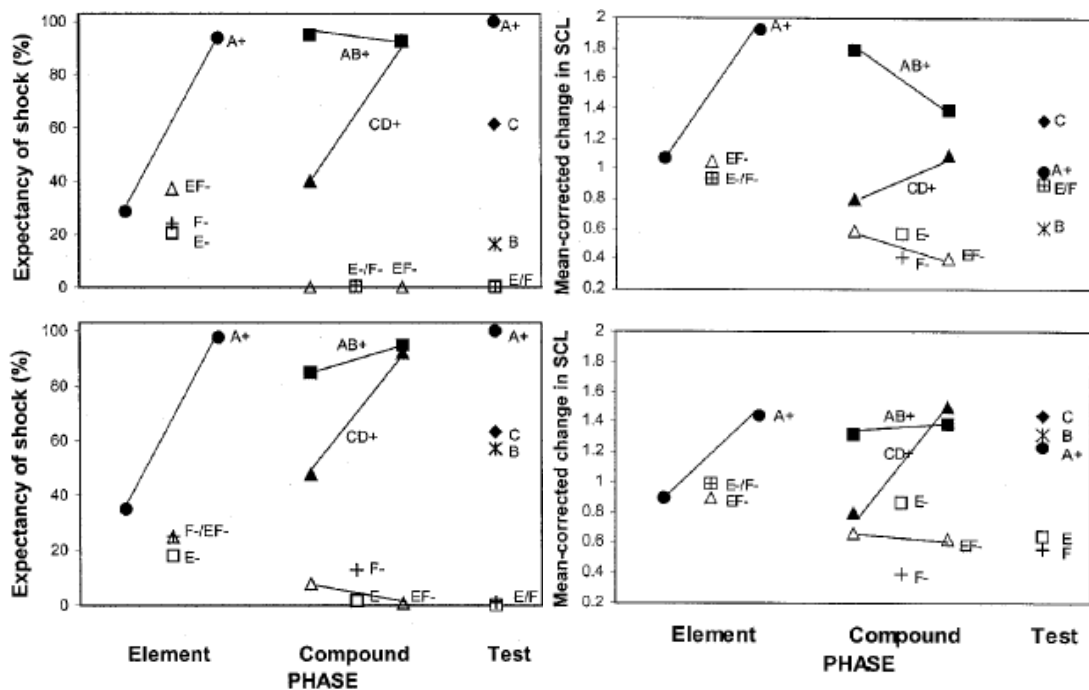 Expectancy of shock (%)
100
80
60
40
20
0
A+
EF-
F-
E-
AB+
CD+
E-/F-
EF-
A+
C
B
E/F
Mean-corrected change in SCL
2
1.8
1.6
1.4
1.2
1
0.8
0.6
0.4
0.2
A+
EF-
E-/F-
AB+
CD+
E-
F-
EF-
C
A+
E/F
B
Expectancy of shock (%)
100
80
60
40
20
0
A+
F-/EF-
E-
AB+
CD+
F-
E-
EF-
A+
C
B
E/F
Mean-corrected change in SCL
2
1.8
1.6
1.4
1.2
1
0.8
0.6
0.4
0.2
A+
E-/F-
EF-
AB+
CD+
E-
EF-
F-
C
B
A+
E
F
Element Compound Test
PHASE
Element Compound Test
PHASE